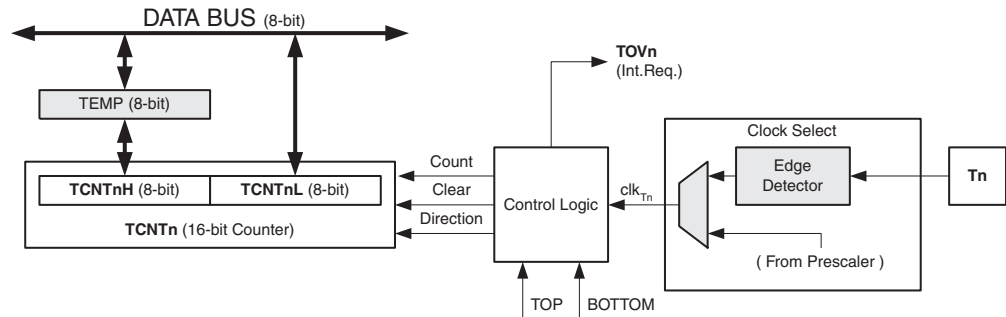 DATA BUS (8-bit)
TOVn
(Int.Req.)
TEMP (8-bit)
Clock Select
Count
Edge
Detector
Tn
TCNTnH (8-bit) TCNTnL (8-bit)
Clear
Control Logic
clkTn
TCNTn (16-bit Counter)
Direction
( From Prescaler )
TOP
BOTTOM